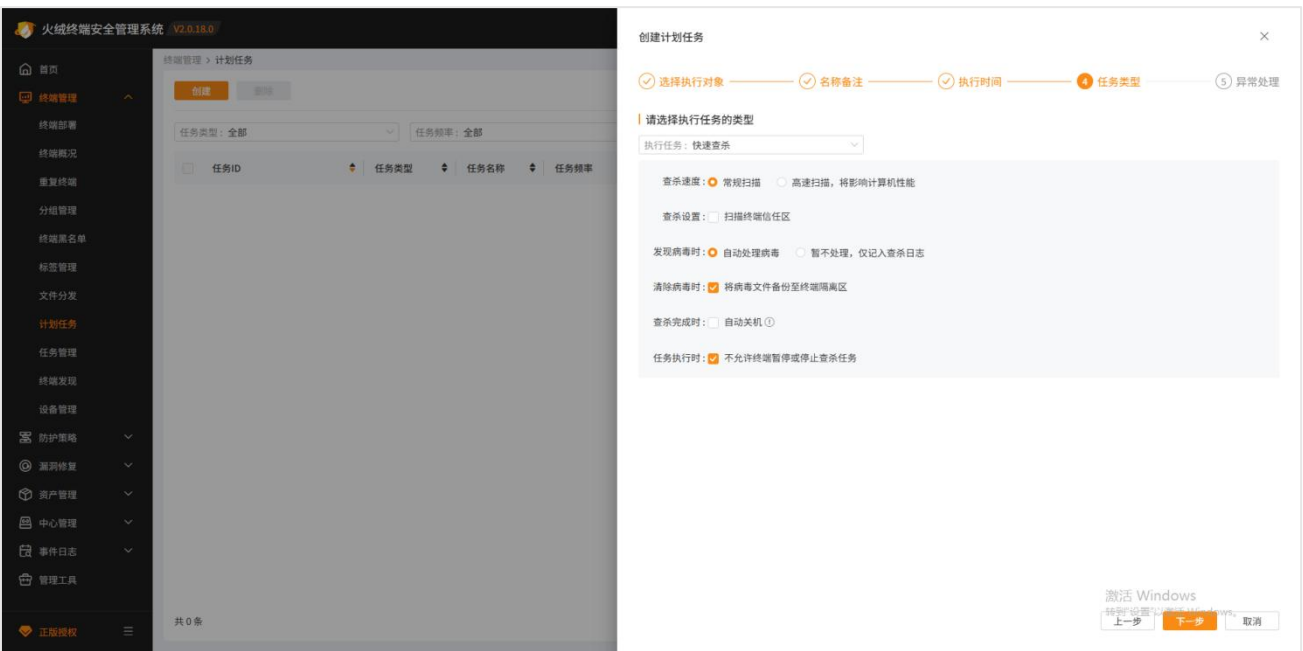 火绒终端安全管理系统 V2.0.18.0
首页
终端管理
终端部署
终端概况
重复终端
分组管理
终端黑名单
标签管理
文件分发
计划任务
任务管理
终端发现
设备管理
防护策略
漏洞修复
资产管理
中心管理
事件日志
管理工具
正版授权
终端管理 > 计划任务
创建 删除
任务类型: 全部 任务频率: 全部
任务ID 任务类型 任务名称 任务频率
共 0 条
创建计划任务
选择执行对象 名称备注 执行时间 4 任务类型 5 异常处理
请选择执行任务的类型
执行任务: 快速查杀
查杀速度: 常规扫描 高速扫描，将影响计算机性能
查杀设置: 扫描终端信任区
发现病毒时: 自动处理病毒 暂不处理，仅记入查杀日志
清除病毒时: 将病毒文件备份至终端隔离区
查杀完成时: 自动关机
任务执行时: 不允许终端暂停或停止查杀任务
激活 Windows
转到"设置"以激活 Windows。
上一步 下一步 取消